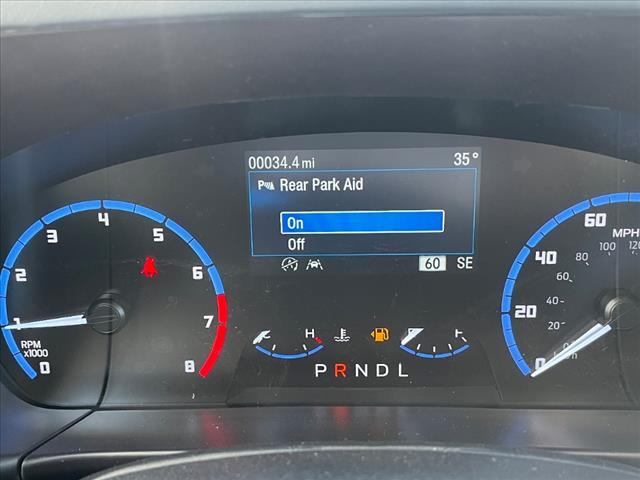 00034.4 mi 35°
P Rear Park Aid
On
Off
60 SE
0 1 2 3 4 5 6 7 8
RPM
x1000
H
P R N D L
0 20 40 60
MPH
20 40 60 80 100 120